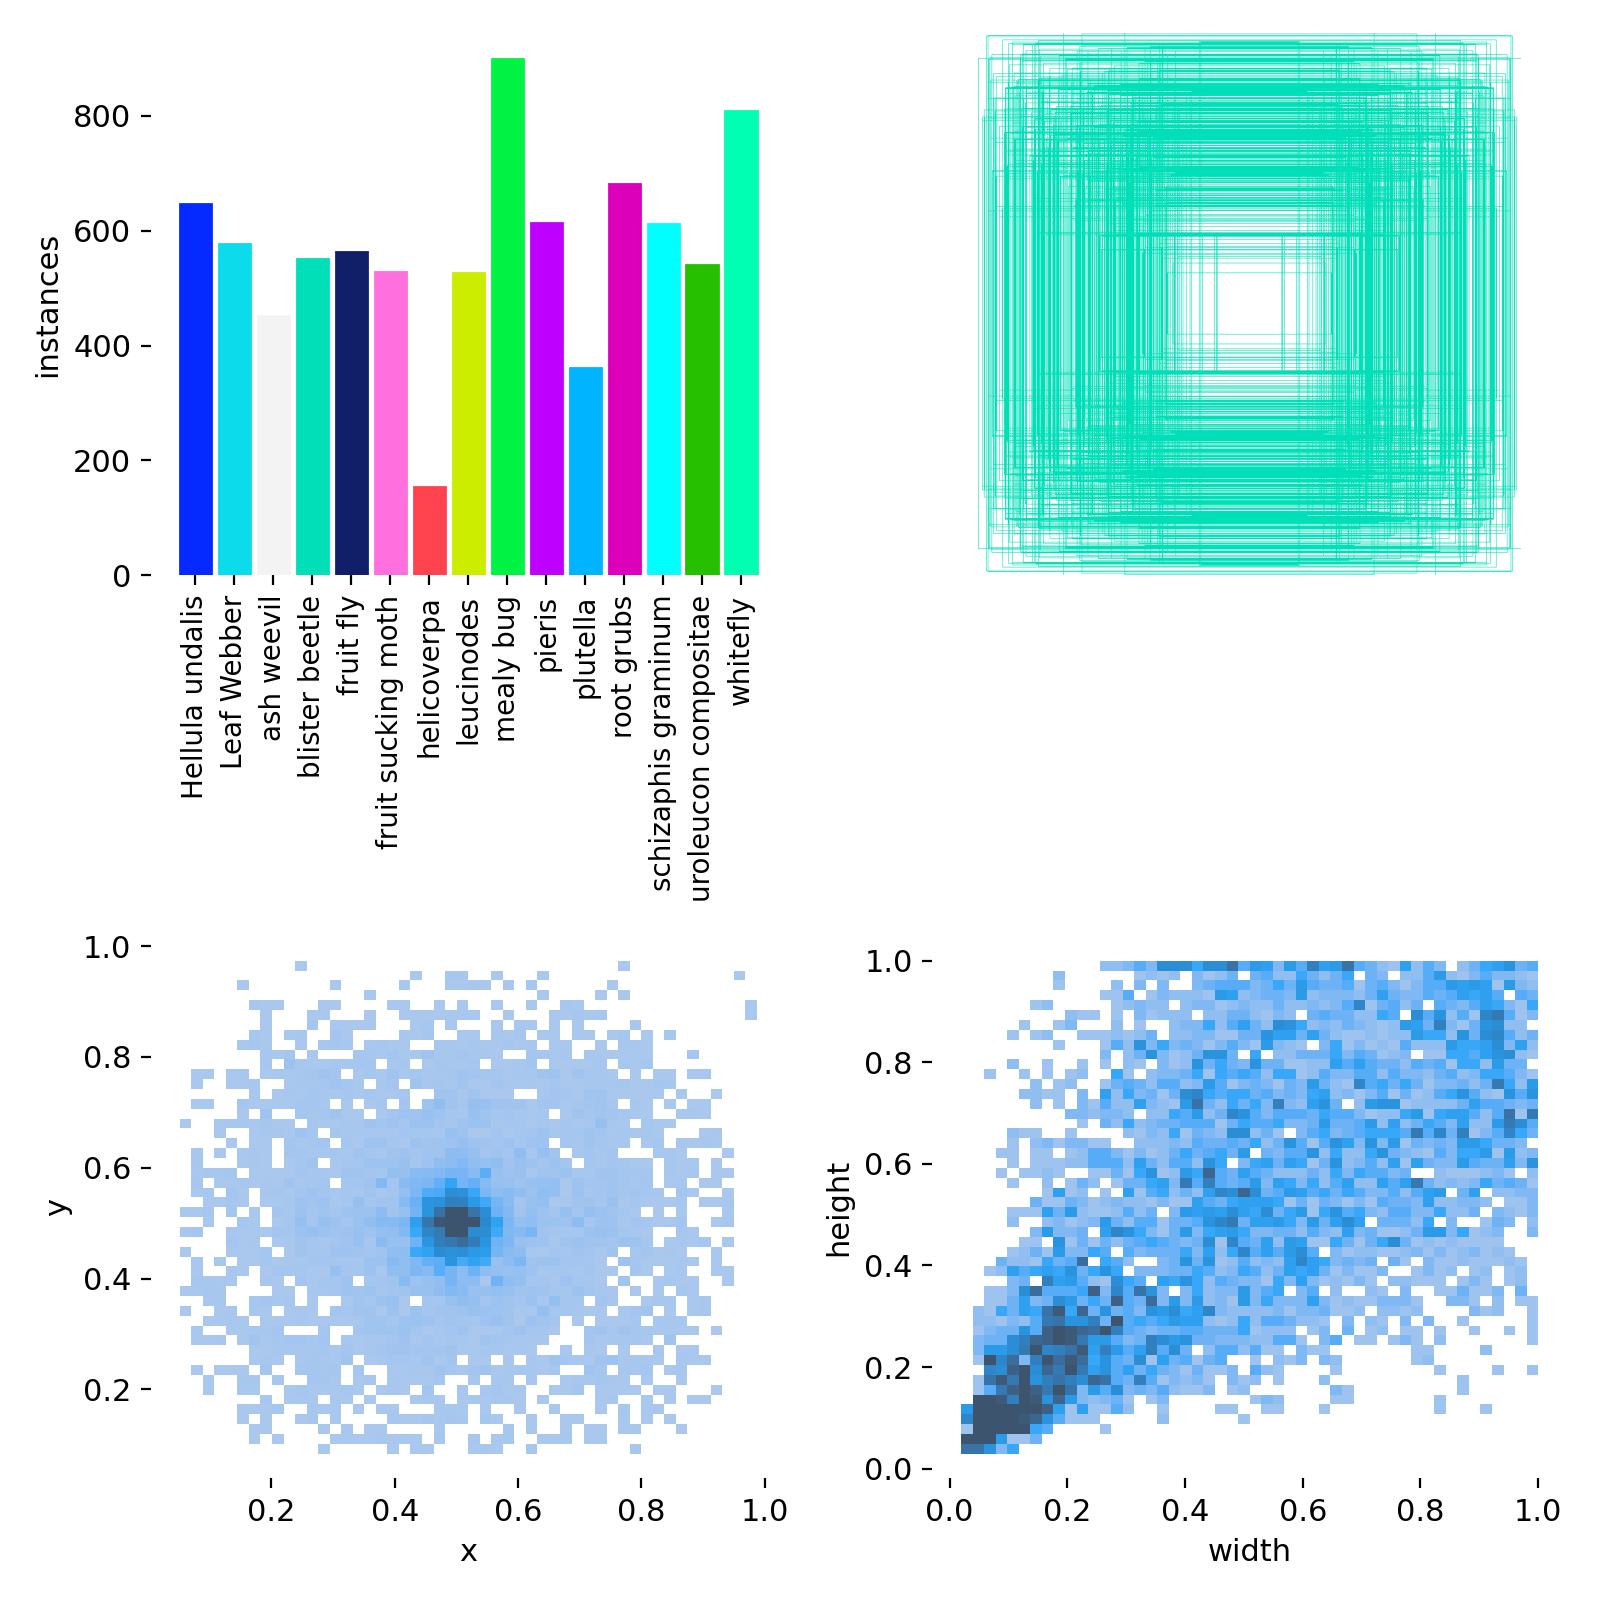 instances
800
600
400
200
0
Hellula undalis
Leaf Webber
ash weevil
blister beetle
fruit fly
fruit sucking moth
helicoverpa
leucinodes
mealy bug
pieris
plutella
root grubs
schizaphis graminum
uroleucon compositae
whitefly
y
1.0
0.8
0.6
0.4
0.2
0.2 0.4 0.6 0.8 1.0
x
height
1.0
0.8
0.6
0.4
0.2
0.0
0.0 0.2 0.4 0.6 0.8 1.0
width